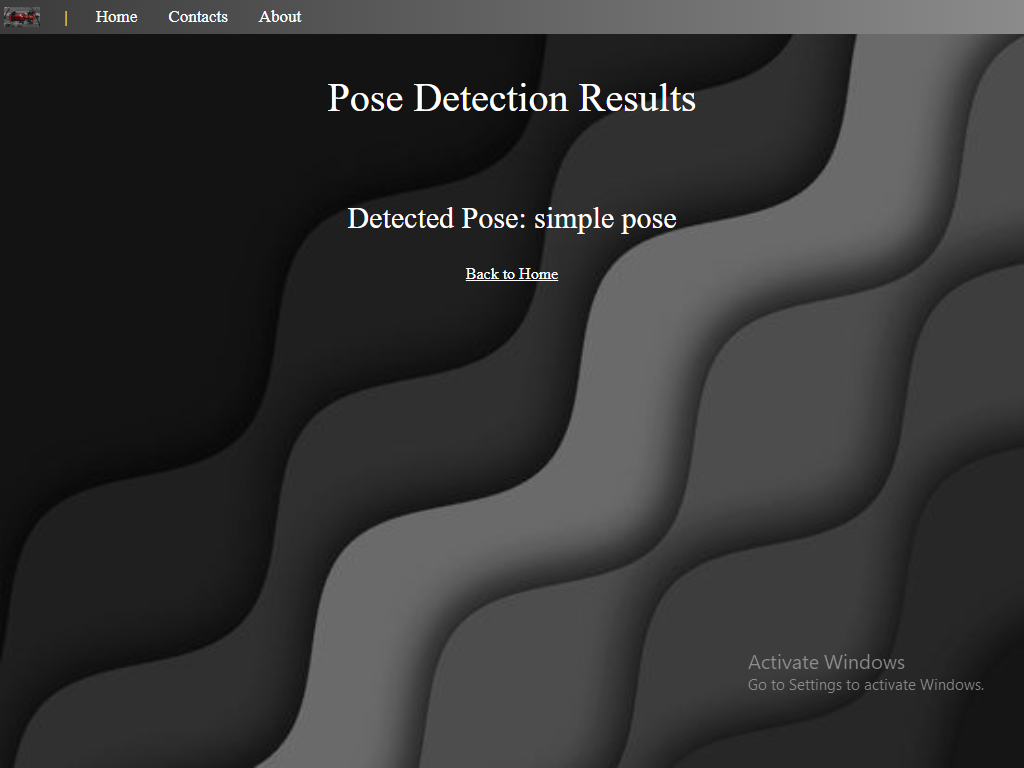 | Home Contacts About
Pose Detection Results
Detected Pose: simple pose
Back to Home
Activate Windows
Go to Settings to activate Windows.